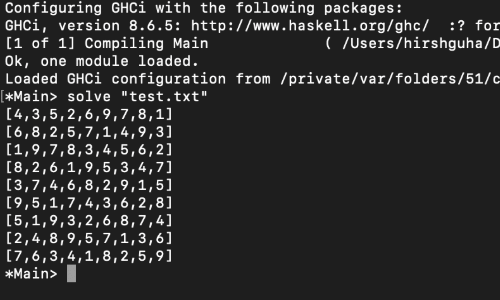 Configuring GHCi with the following packages:
GHCi, version 8.6.5: http://www.haskell.org/ghc/  :? for
[1 of 1] Compiling Main             ( /Users/hirshguha/D
Ok, one module loaded.
Loaded GHCi configuration from /private/var/folders/51/c
[*Main> solve "test.txt"
[4,3,5,2,6,9,7,8,1]
[6,8,2,5,7,1,4,9,3]
[1,9,7,8,3,4,5,6,2]
[8,2,6,1,9,5,3,4,7]
[3,7,4,6,8,2,9,1,5]
[9,5,1,7,4,3,6,2,8]
[5,1,9,3,2,6,8,7,4]
[2,4,8,9,5,7,1,3,6]
[7,6,3,4,1,8,2,5,9]
*Main>